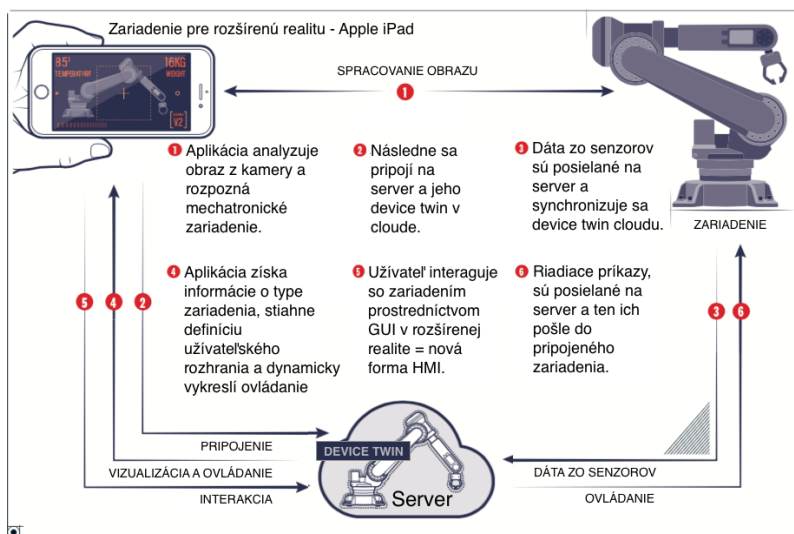 Zariadenie pre rozšírenú realitu - Apple iPad
85°
TEMPERATURE
16KG
WEIGHT
V2
SPRACOVANIE OBRAZU
1
1 Aplikácia analyzuje
obraz z kamery a
rozpozná
mechatronické
zariadenie.
2 Následne sa
pripojí na
server a jeho
device twin v
cloude.
3 Dáta zo senzorov
sú posielané na
server a
synchronizuje sa
device twin cloudu.
ZARIADENIE
4 Aplikácia získa
informácie o type
zariadenia, stiahne
definíciu
užívateľského
rozhrania a dynamicky
vykreslí ovládanie
5 Užívateľ interaguje
so zariadením
prostredníctvom
GUI v rozšírenej
realite = nová
forma HMI.
6 Riadiace príkazy,
sú posielané na
server a ten ich
pošle do
pripojeného
zariadenia.
5 4 2
3 6
PRIPOJENIE
VIZUALIZÁCIA A OVLÁDANIE
INTERAKCIA
DEVICE TWIN
Server
DÁTA ZO SENZOROV
OVLÁDANIE